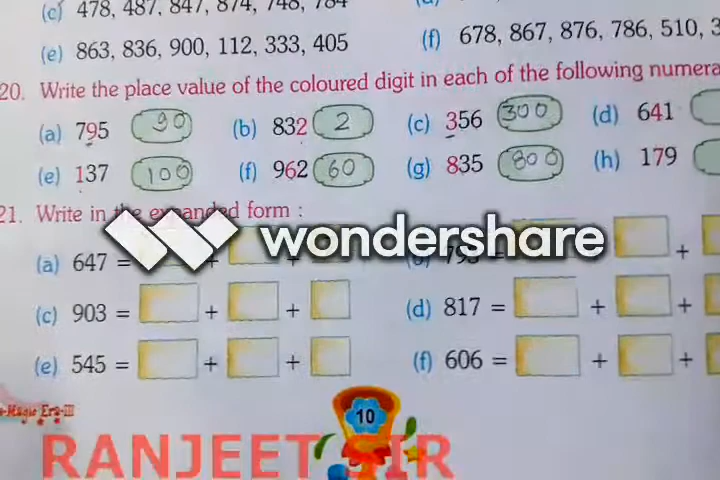 (c) 478, 487, 847, 874, 748, 784
(e) 863, 836, 900, 112, 333, 405 (f) 678, 867, 876, 786, 510, 3
20. Write the place value of the coloured digit in each of the following numera
(a) 795 90 (b) 832 2 (c) 356 300 (d) 641
(e) 137 100 (f) 962 60 (g) 835 800 (h) 179
21. Write in the expanded form :
wondershare
(a) 647 = + + =
(c) 903 = + + (d) 817 = + +
(e) 545 = + + (f) 606 = + +
10
RANJEET SIR